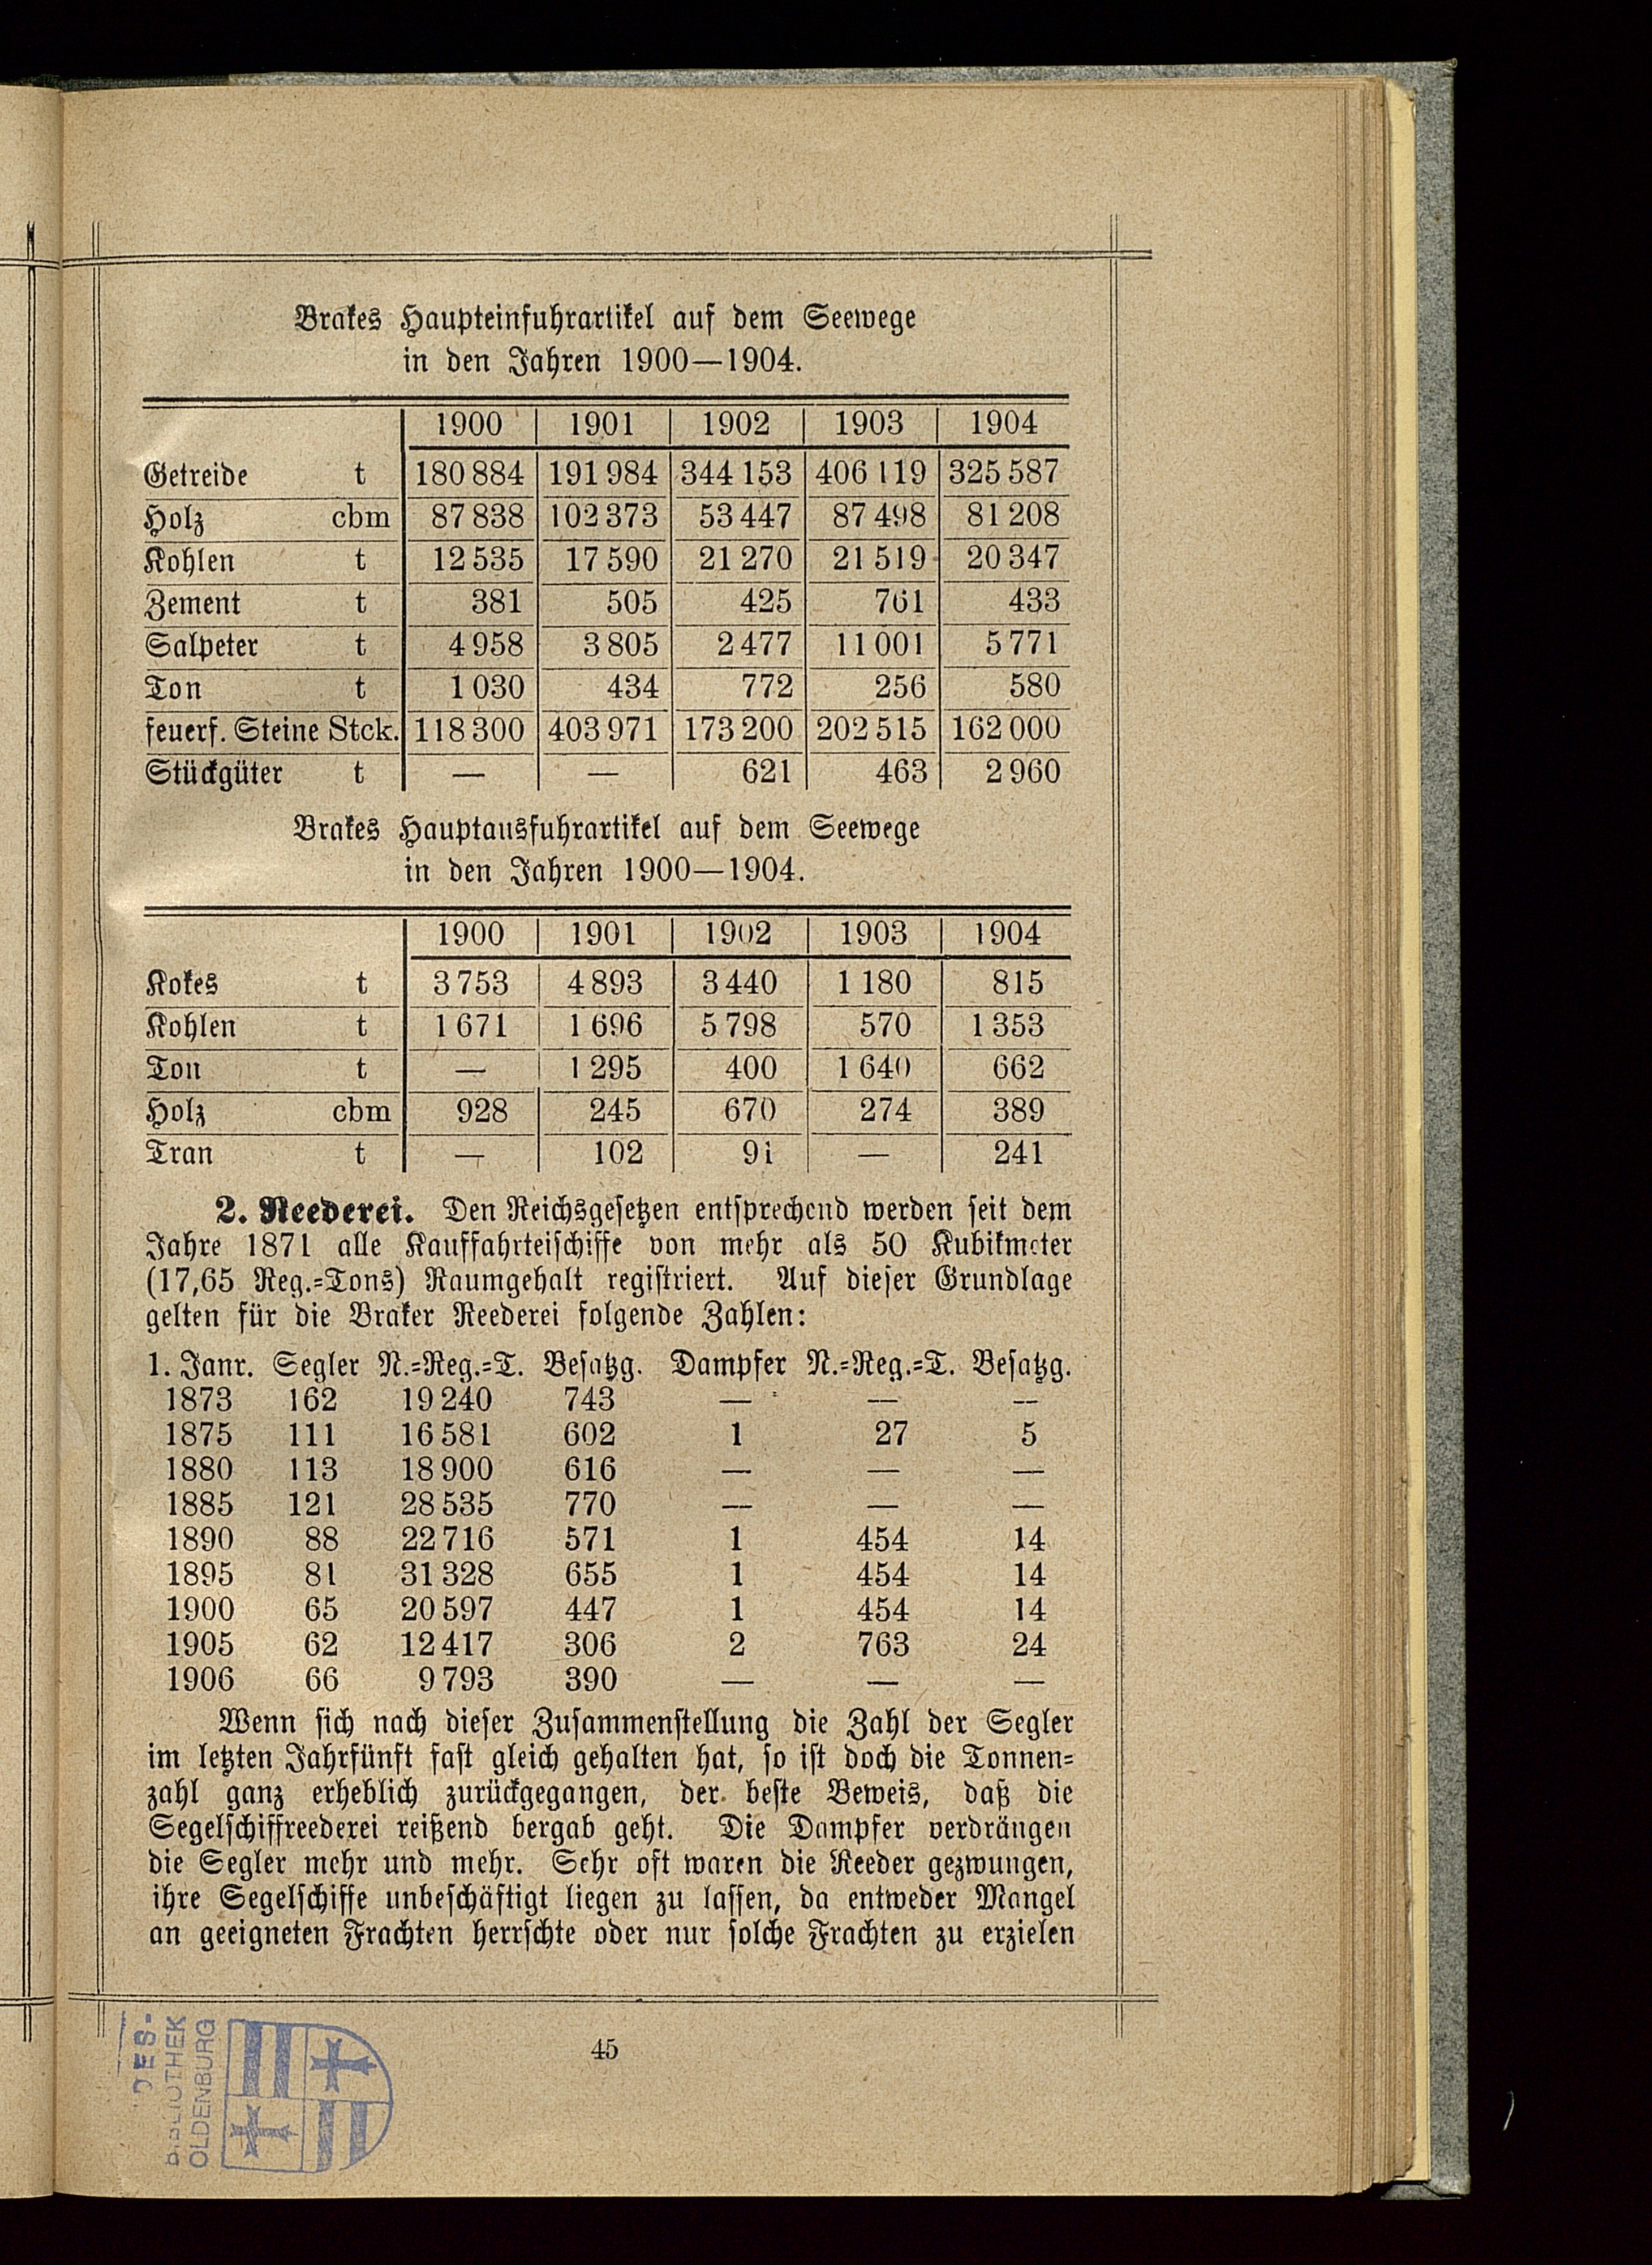 Brakes Haupteinfuhrartikel auf dem Seewege
in den Jahren 1900—1904.
1900 1901 1902 1903 1904
Getreide t 180 884 191 984 344 153 406 119 325 587
Holz cbm 87 838 102 373 53 447 87 498 81 208
Kohlen t 12 535 17 590 21 270 21 519 20 347
Zement t 381 505 425 761 433
Salpeter t 4 958 3 805 2 477 11 001 5 771
Ton t 1 030 434 772 256 580
feuerf. Steine Stck. 118 300 403 971 173 200 202 515 162 000
Stückgüter t — — 621 463 2 960
Brakes Hauptausfuhrartikel auf dem Seewege
in den Jahren 1900—1904.
1900 1901 1902 1903 1904
Kokes t 3 753 4 893 3 440 1 180 815
Kohlen t 1 671 1 696 5 798 570 1 353
Ton t — 1 295 400 1 640 662
Holz cbm 928 245 670 274 389
Tran t — 102 91 — 241
2. Reederei. Den Reichsgesetzen entsprechend werden seit dem
Jahre 1871 alle Kauffahrteischiffe von mehr als 50 Kubikmeter
(17,65 Reg.-Tons) Raumgehalt registriert. Auf dieser Grundlage
gelten für die Braker Reederei folgende Zahlen:
1. Janr. Segler N.-Reg.-T. Besatzg. Dampfer N.-Reg.-T. Besatzg.
1873 162 19 240 743 — — —
1875 111 16 581 602 1 27 5
1880 113 18 900 616 — — —
1885 121 28 535 770 — — —
1890 88 22 716 571 1 454 14
1895 81 31 328 655 1 454 14
1900 65 20 597 447 1 454 14
1905 62 12 417 306 2 763 24
1906 66 9 793 390 — — —
Wenn sich nach dieser Zusammenstellung die Zahl der Segler
im letzten Jahrfünft fast gleich gehalten hat, so ist doch die Tonnen-
zahl ganz erheblich zurückgegangen, der beste Beweis, daß die
Segelschiffreederei reißend bergab geht. Die Dampfer verdrängen
die Segler mehr und mehr. Sehr oft waren die Reeder gezwungen,
ihre Segelschiffe unbeschäftigt liegen zu lassen, da entweder Mangel
an geeigneten Frachten herrschte oder nur solche Frachten zu erzielen
45
BIBLIOTHEK
OLDENBURG